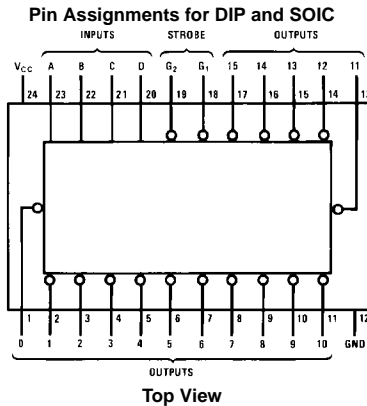 Pin Assignments for DIP and SOIC
INPUTS STROBE OUTPUTS
VCC A B C D G2 G1 15 14 13 12 11
24 23 22 21 20 19 18 17 16 15 14 13
1 2 3 4 5 6 7 8 9 10 11 12
0 1 2 3 4 5 6 7 8 9 10 GND
OUTPUTS
Top View